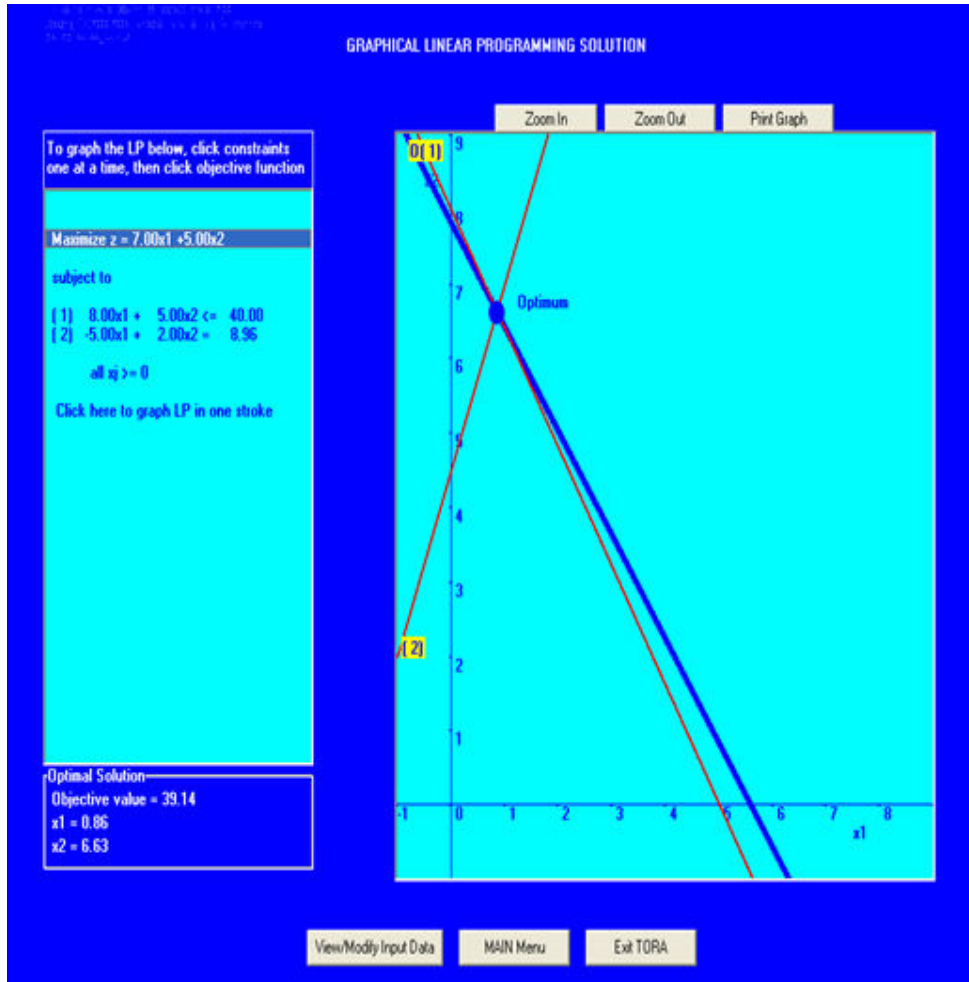 GRAPHICAL LINEAR PROGRAMMING SOLUTION
Zoom In Zoom Out Print Graph
To graph the LP below, click constraints
one at a time, then click objective function
Maximize z = 7.00x1 +5.00x2
subject to
( 1) 8.00x1 + 5.00x2 <= 40.00
( 2) -5.00x1 + 2.00x2 = 8.96
all xj >= 0
Click here to graph LP in one stroke
Optimal Solution
Objective value = 39.14
x1 = 0.86
x2 = 6.63
O( 1)
9
8
7
Optimum
6
5
4
3
( 2)
2
1
-1 0 1 2 3 4 5 6 7 8
x1
View/Modify Input Data MAIN Menu Exit TORA